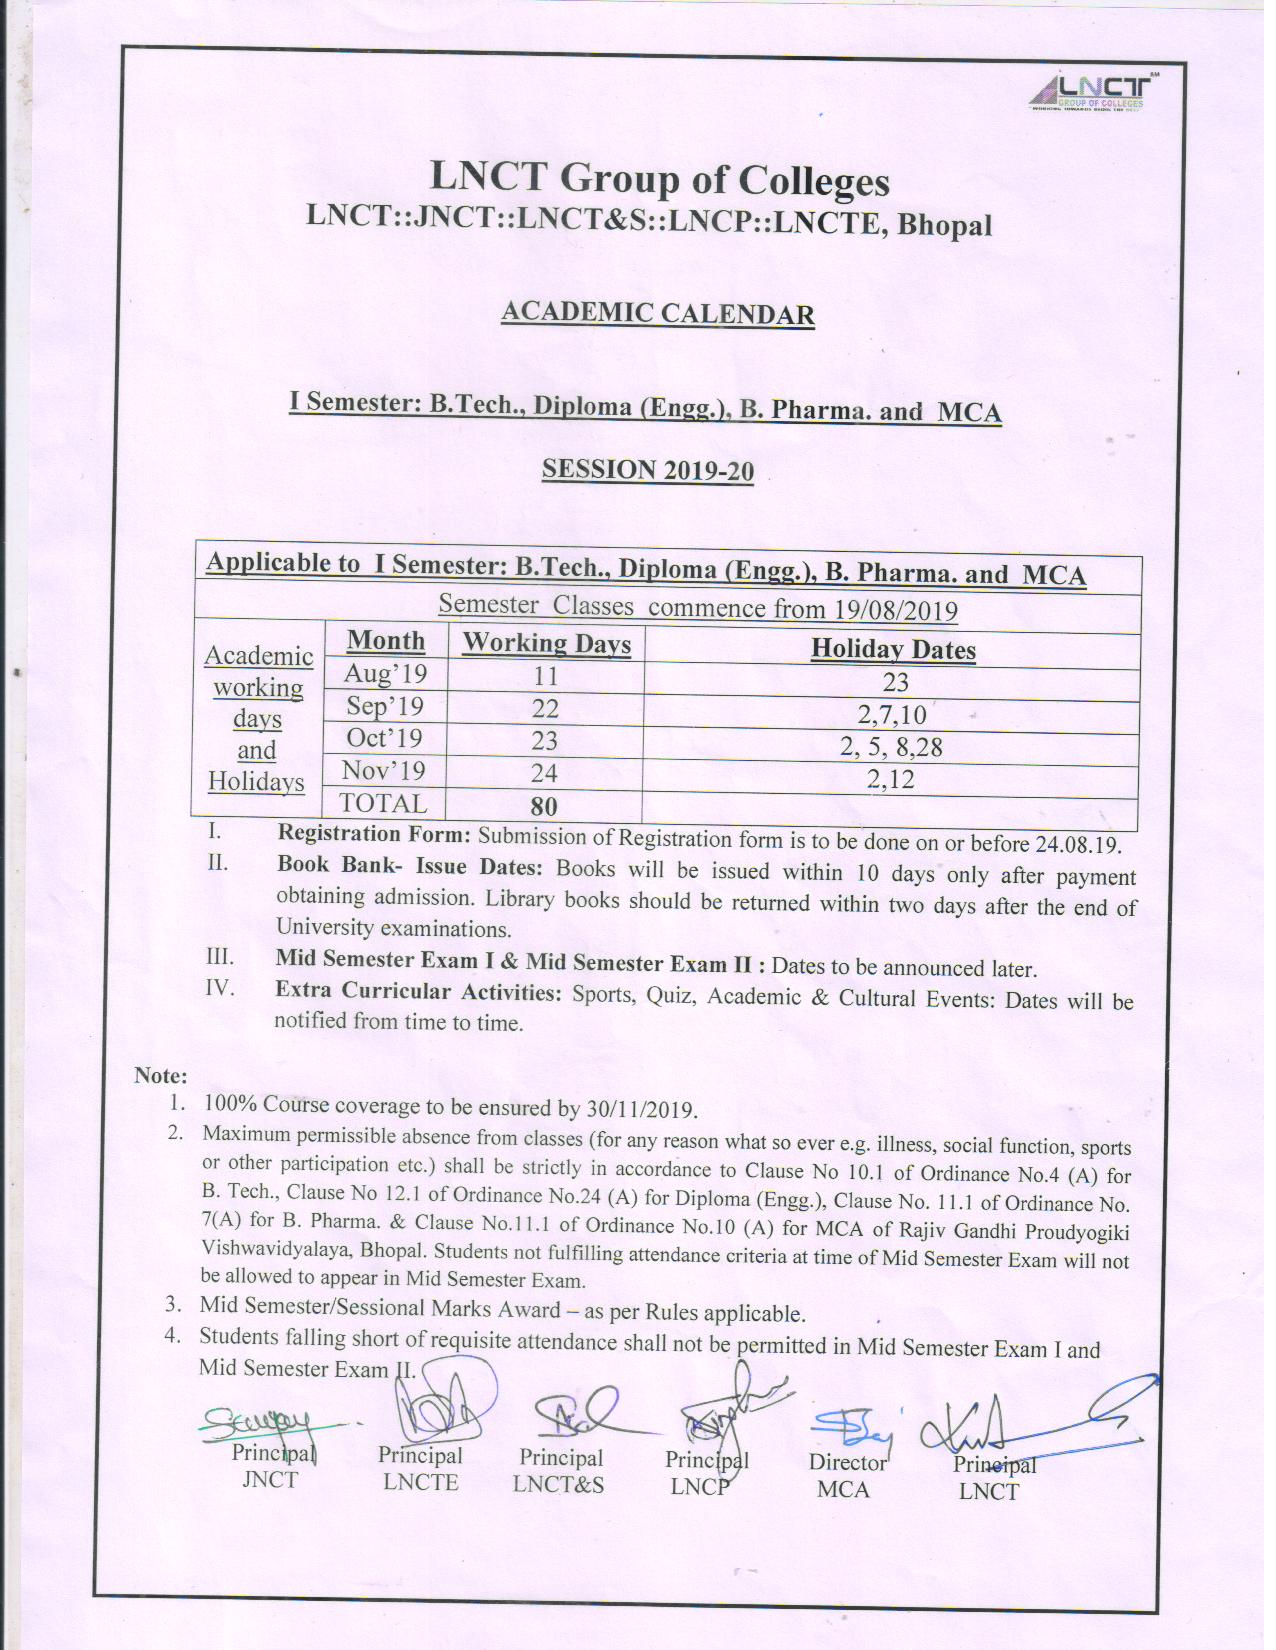 LNCT SM
GROUP OF COLLEGES
LNCT Group of Colleges
LNCT::JNCT::LNCT&S::LNCP::LNCTE, Bhopal
ACADEMIC CALENDAR
I Semester: B.Tech., Diploma (Engg.), B. Pharma. and MCA
SESSION 2019-20
Applicable to I Semester: B.Tech., Diploma (Engg.), B. Pharma. and MCA
Semester Classes commence from 19/08/2019
Academic working days and Holidays
Month Working Days Holiday Dates
Aug’19 11 23
Sep’19 22 2,7,10
Oct’19 23 2, 5, 8,28
Nov’19 24 2,12
TOTAL 80
I. Registration Form: Submission of Registration form is to be done on or before 24.08.19.
II. Book Bank- Issue Dates: Books will be issued within 10 days only after payment
obtaining admission. Library books should be returned within two days after the end of
University examinations.
III. Mid Semester Exam I & Mid Semester Exam II : Dates to be announced later.
IV. Extra Curricular Activities: Sports, Quiz, Academic & Cultural Events: Dates will be
notified from time to time.
Note:
1. 100% Course coverage to be ensured by 30/11/2019.
2. Maximum permissible absence from classes (for any reason what so ever e.g. illness, social function, sports
or other participation etc.) shall be strictly in accordance to Clause No 10.1 of Ordinance No.4 (A) for
B. Tech., Clause No 12.1 of Ordinance No.24 (A) for Diploma (Engg.), Clause No. 11.1 of Ordinance No.
7(A) for B. Pharma. & Clause No.11.1 of Ordinance No.10 (A) for MCA of Rajiv Gandhi Proudyogiki
Vishwavidyalaya, Bhopal. Students not fulfilling attendance criteria at time of Mid Semester Exam will not
be allowed to appear in Mid Semester Exam.
3. Mid Semester/Sessional Marks Award – as per Rules applicable.
4. Students falling short of requisite attendance shall not be permitted in Mid Semester Exam I and
Mid Semester Exam II.
Principal Principal Principal Principal Director Principal
JNCT LNCTE LNCT&S LNCP MCA LNCT